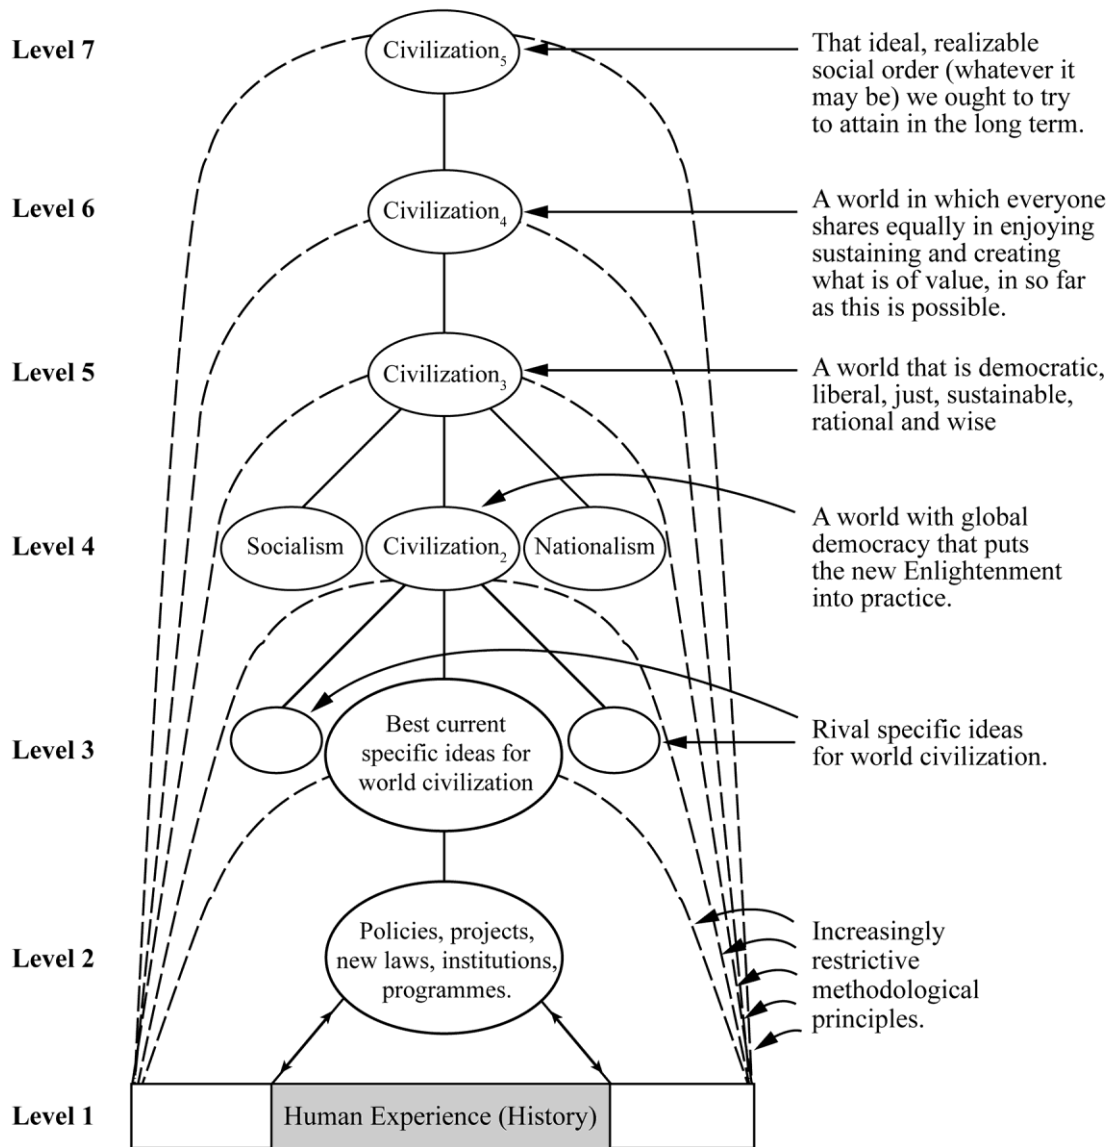 Level 7
Civilization₅
That ideal, realizable
social order (whatever it
may be) we ought to try
to attain in the long term.
Level 6
Civilization₄
A world in which everyone
shares equally in enjoying
sustaining and creating
what is of value, in so far
as this is possible.
Level 5
Civilization₃
A world that is democratic,
liberal, just, sustainable,
rational and wise
Level 4
Socialism
Civilization₂
Nationalism
A world with global
democracy that puts
the new Enlightenment
into practice.
Level 3
Best current
specific ideas for
world civilization
Rival specific ideas
for world civilization.
Level 2
Policies, projects,
new laws, institutions,
programmes.
Increasingly
restrictive
methodological
principles.
Level 1
Human Experience (History)